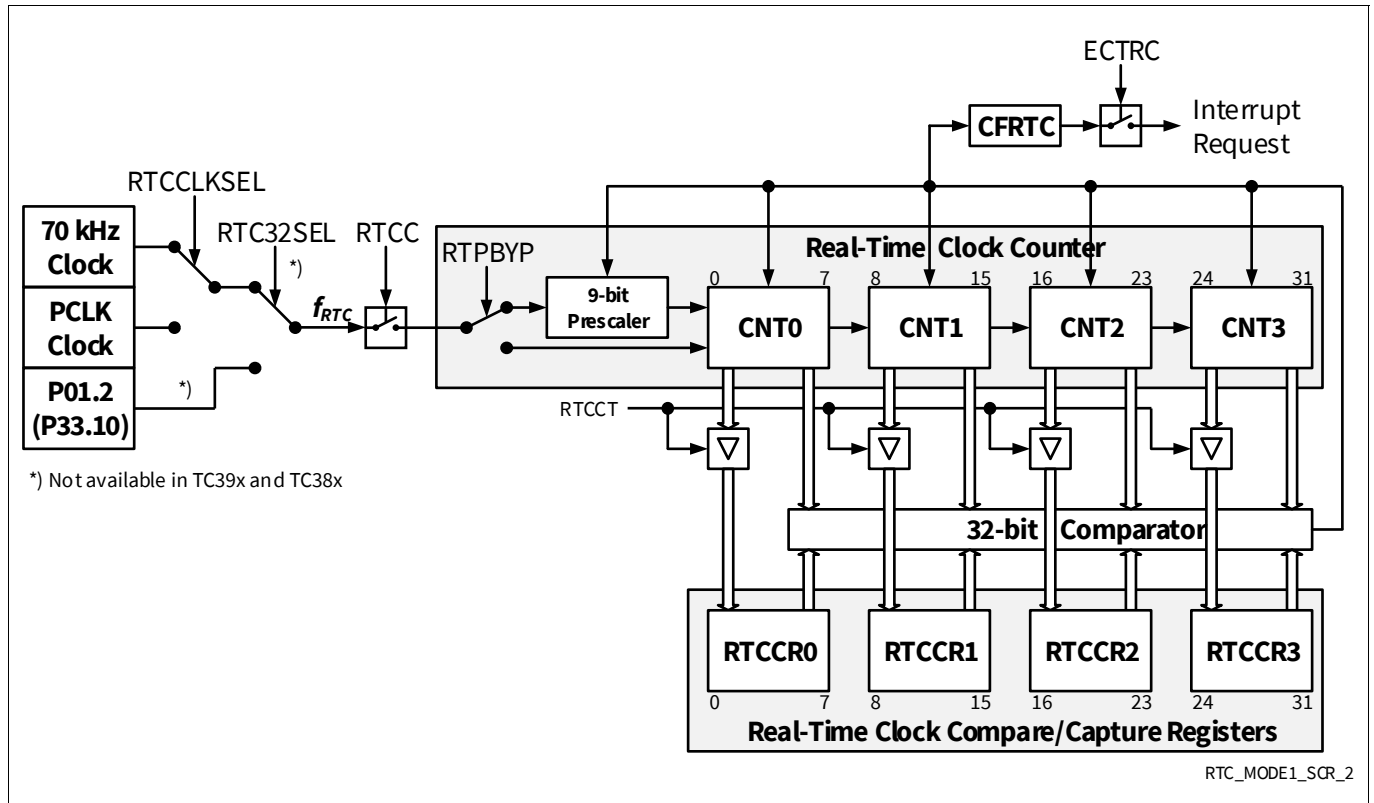 ECTRC
CFRTC
Interrupt
Request
RTCCLKSEL
70 kHz
Clock
RTC32SEL
*)
RTCC
RTPBYP
Real-Time Clock Counter
0 7 8 15 16 23 24 31
9-bit
Prescaler
CNT0
CNT1
CNT2
CNT3
fRTC
PCLK
Clock
P01.2
(P33.10)
*)
RTCCT
*) Not available in TC39x and TC38x
32-bit Comparator
RTCCR0
RTCCR1
RTCCR2
RTCCR3
0 7 8 15 16 23 24 31
Real-Time Clock Compare/Capture Registers
RTC_MODE1_SCR_2